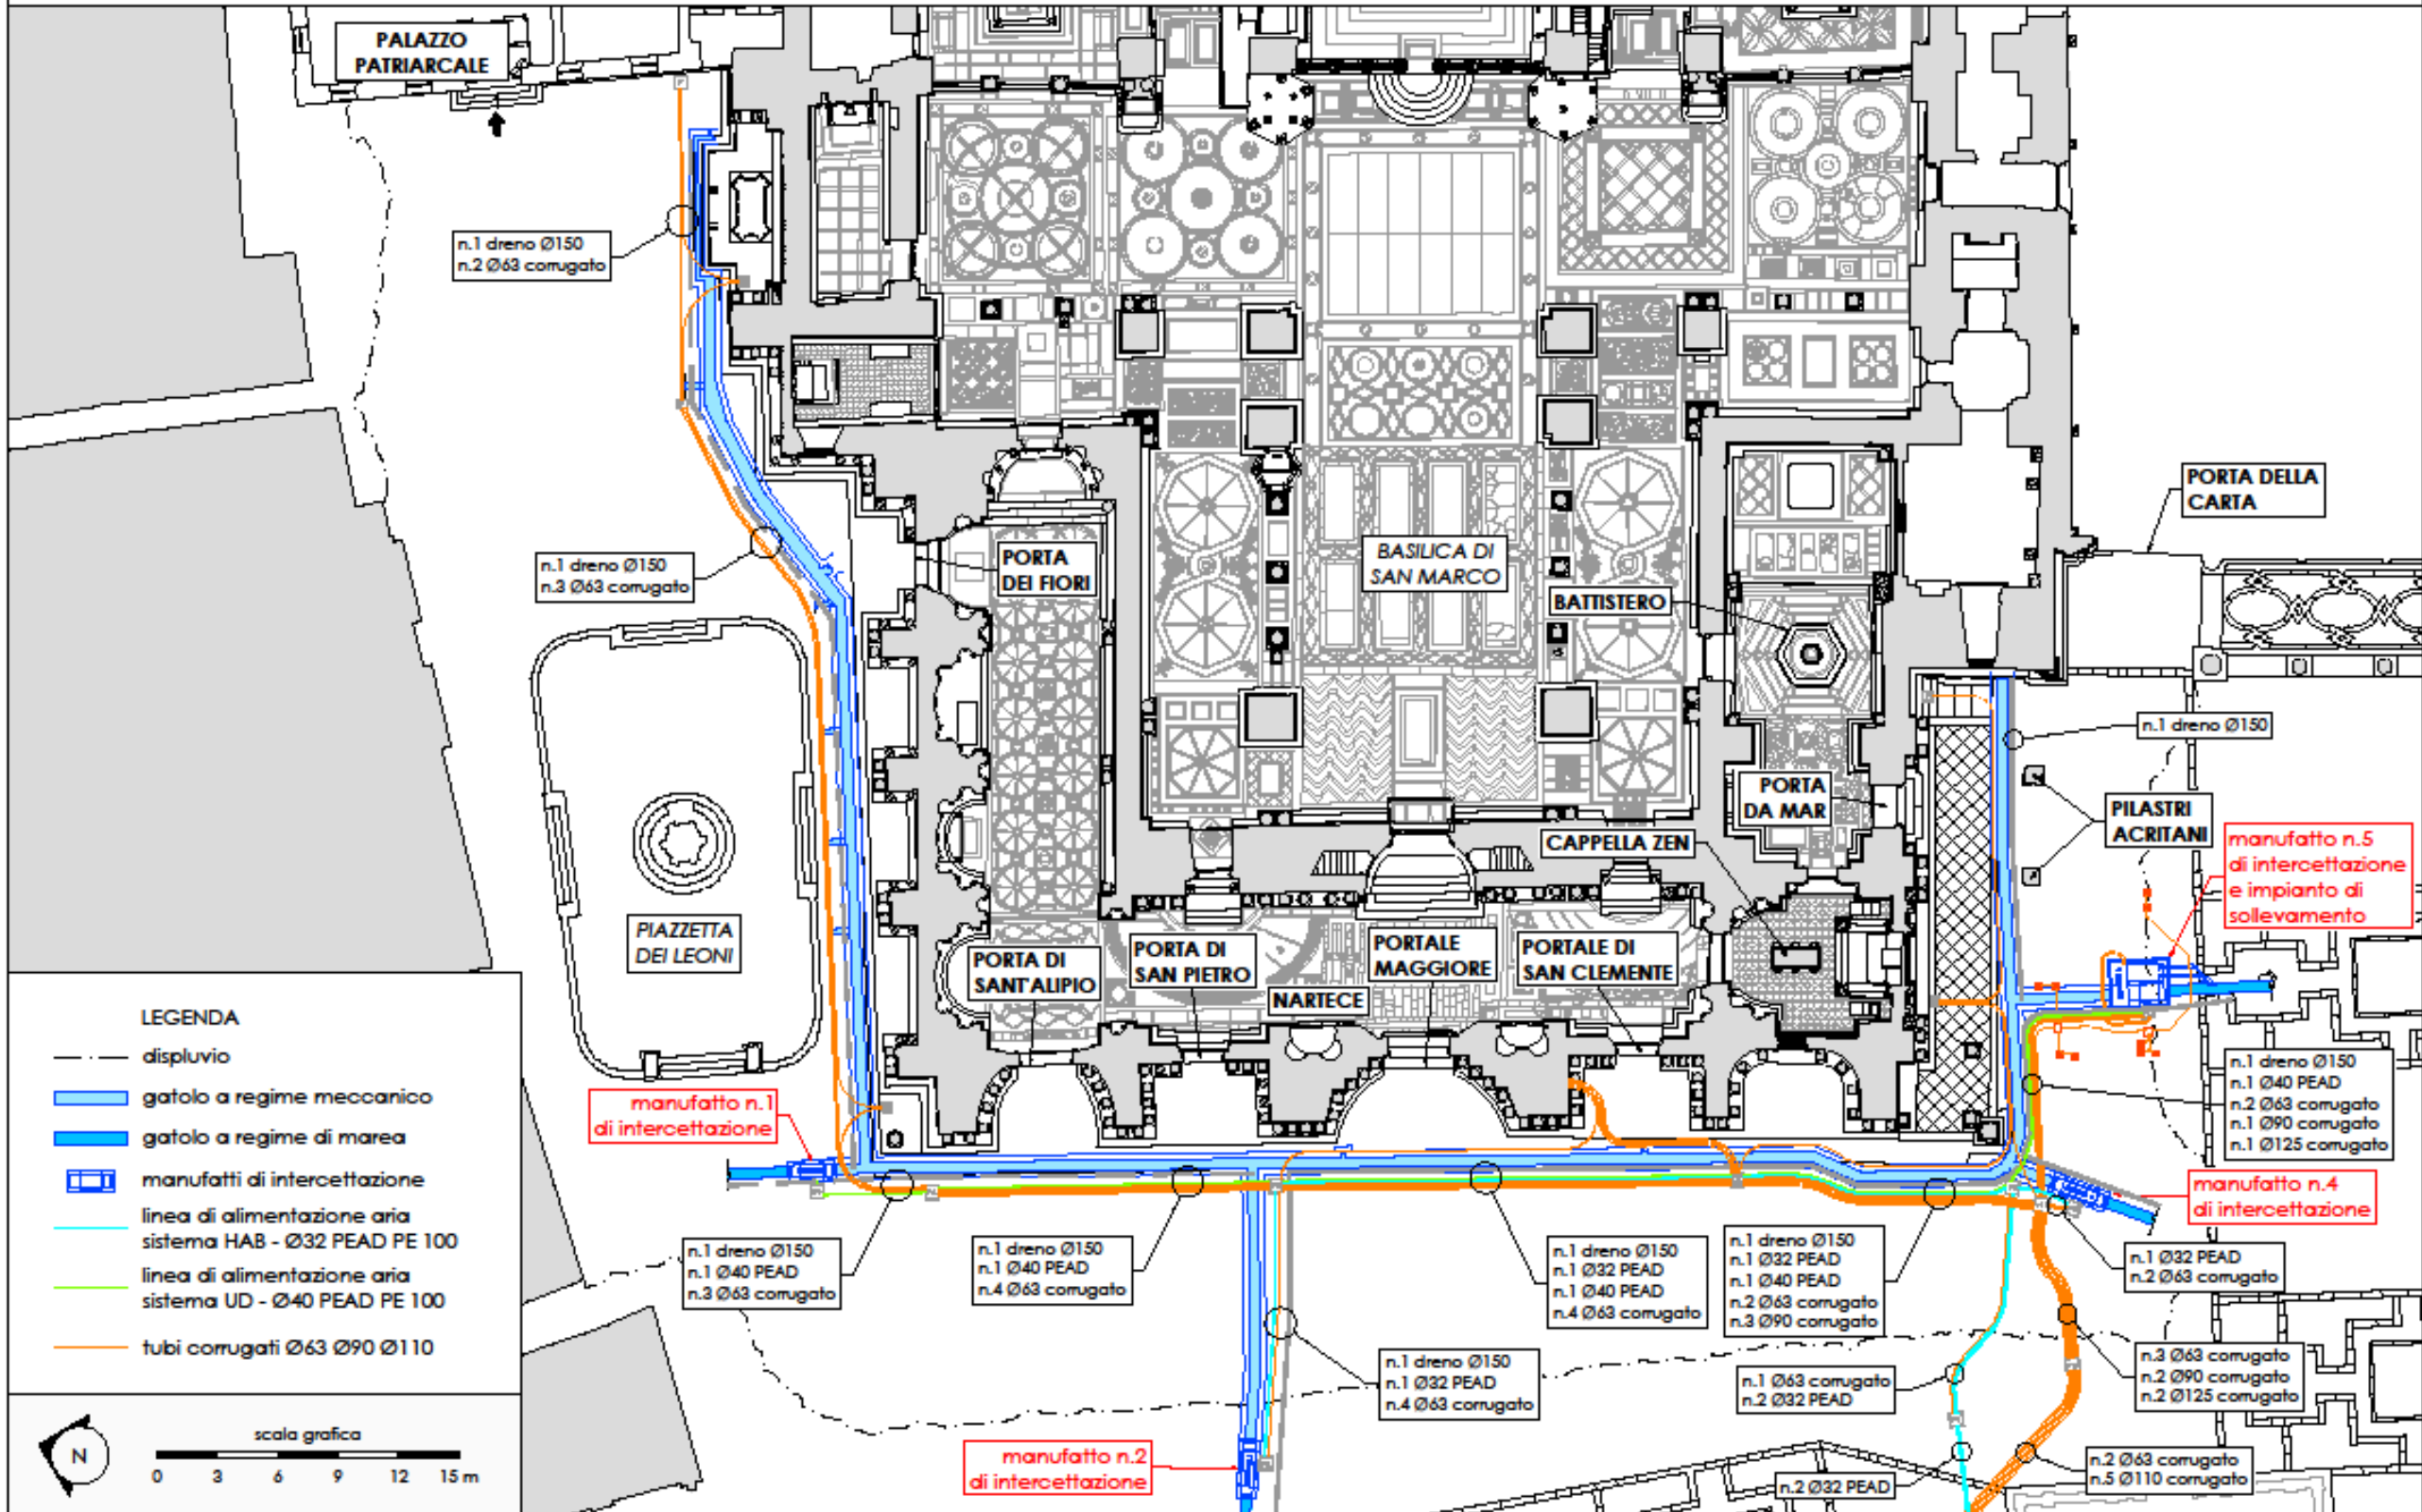 PALAZZO
PATRIARCALE
n.1 dreno Ø150
n.2 Ø63 corrugato
PORTA DELLA
CARTA
n.1 dreno Ø150
n.3 Ø63 corrugato
PORTA
DEI FIORI
BASILICA DI
SAN MARCO
BATTISTERO
n.1 dreno Ø150
PORTA
DA MAR
PILASTRI
ACRITANI
CAPPELLA ZEN
manufatto n.5
di intercettazione
e impianto di
sollevamento
PIAZZETTA
DEI LEONI
PORTA DI
SANT'ALIPIO
PORTA DI
SAN PIETRO
NARTECE
PORTALE
MAGGIORE
PORTALE DI
SAN CLEMENTE
n.1 dreno Ø150
n.1 Ø40 PEAD
n.2 Ø63 corrugato
n.1 Ø90 corrugato
n.1 Ø125 corrugato
manufatto n.1
di intercettazione
manufatto n.4
di intercettazione
n.1 dreno Ø150
n.1 Ø40 PEAD
n.3 Ø63 corrugato
n.1 dreno Ø150
n.1 Ø40 PEAD
n.4 Ø63 corrugato
n.1 dreno Ø150
n.1 Ø32 PEAD
n.1 Ø40 PEAD
n.4 Ø63 corrugato
n.1 dreno Ø150
n.1 Ø32 PEAD
n.1 Ø40 PEAD
n.2 Ø63 corrugato
n.3 Ø90 corrugato
n.1 Ø32 PEAD
n.2 Ø63 corrugato
n.1 dreno Ø150
n.1 Ø32 PEAD
n.4 Ø63 corrugato
n.1 Ø63 corrugato
n.2 Ø32 PEAD
n.3 Ø63 corrugato
n.2 Ø90 corrugato
n.2 Ø125 corrugato
manufatto n.2
di intercettazione
n.2 Ø32 PEAD
n.2 Ø63 corrugato
n.5 Ø110 corrugato
LEGENDA
displuvio
gatolo a regime meccanico
gatolo a regime di marea
manufatti di intercettazione
linea di alimentazione aria
sistema HAB - Ø32 PEAD PE 100
linea di alimentazione aria
sistema UD - Ø40 PEAD PE 100
tubi corrugati Ø63 Ø90 Ø110
N
scala grafica
0 3 6 9 12 15 m